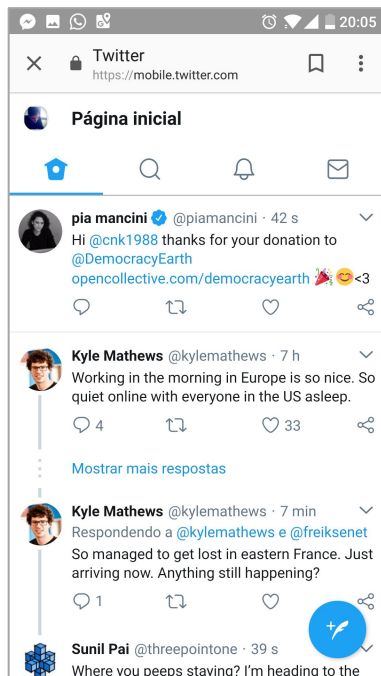 20:05
Twitter
https://mobile.twitter.com
Página inicial
pia mancini @piamancini · 42 s
Hi @cnk1988 thanks for your donation to
@DemocracyEarth
opencollective.com/democracyearth 🎉😊<3
Kyle Mathews @kylemathews · 7 h
Working in the morning in Europe is so nice. So
quiet online with everyone in the US asleep.
4 33
Mostrar mais respostas
Kyle Mathews @kylemathews · 7 min
Respondendo a @kylemathews e @freiksenet
So managed to get lost in eastern France. Just
arriving now. Anything still happening?
1
Sunil Pai @threepointone · 39 s
Where you peeps staying? I'm heading to the